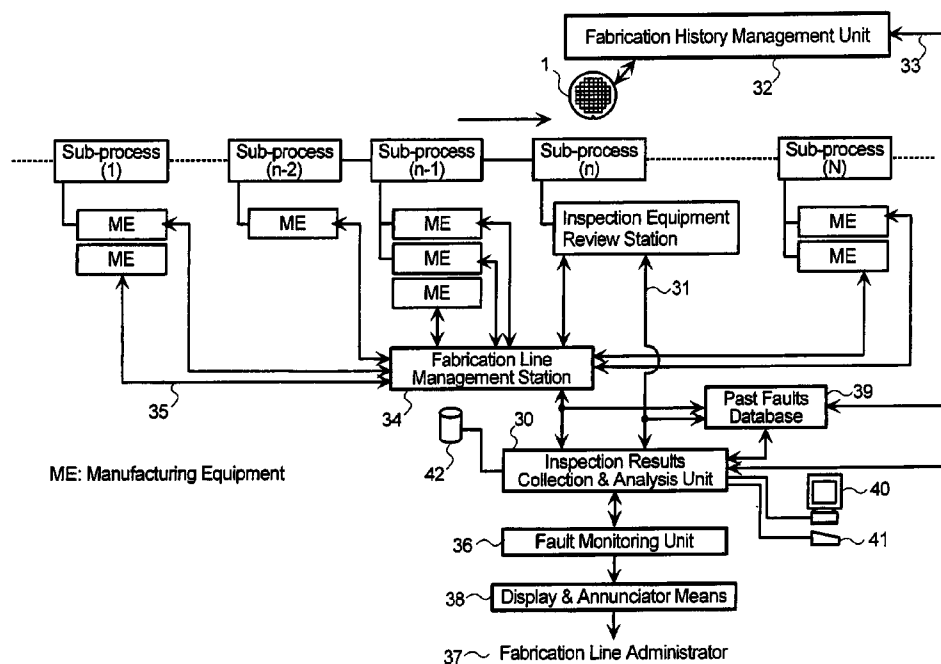 Fabrication History Management Unit
33
1
32
Sub-process
(1)
Sub-process
(n-2)
Sub-process
(n-1)
Sub-process
(n)
Sub-process
(N)
ME
ME
ME
ME
ME
ME
Inspection Equipment
Review Station
ME
ME
31
Fabrication Line
Management Station
35
34
Past Faults
Database
39
30
42
ME: Manufacturing Equipment
Inspection Results
Collection & Analysis Unit
40
41
36
Fault Monitoring Unit
38
Display & Annunciator Means
37
Fabrication Line Administrator